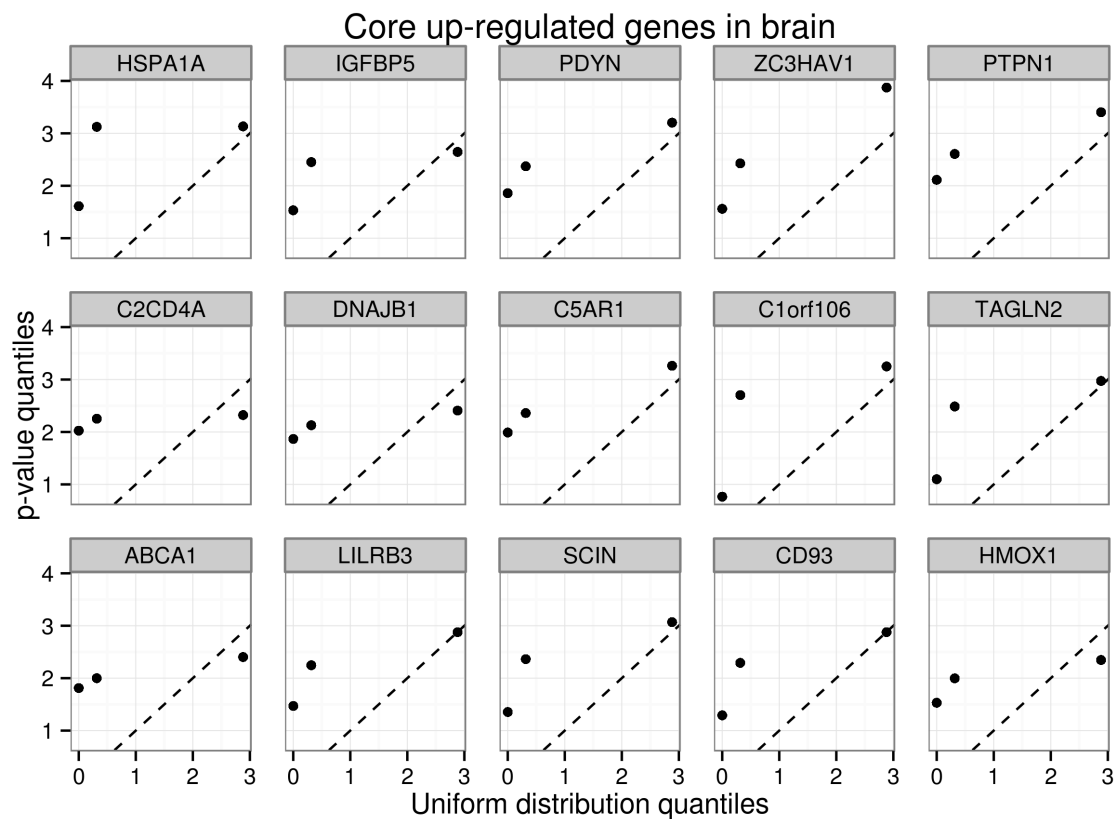 Core up-regulated genes in brain
HSPA1A IGFBP5 PDYN ZC3HAV1 PTPN1
4
3
2
1
C2CD4A DNAJB1 C5AR1 C1orf106 TAGLN2
4
3
2
1
p-value quantiles
ABCA1 LILRB3 SCIN CD93 HMOX1
4
3
2
1
0 1 2 3 0 1 2 3 0 1 2 3 0 1 2 3 0 1 2 3
Uniform distribution quantiles